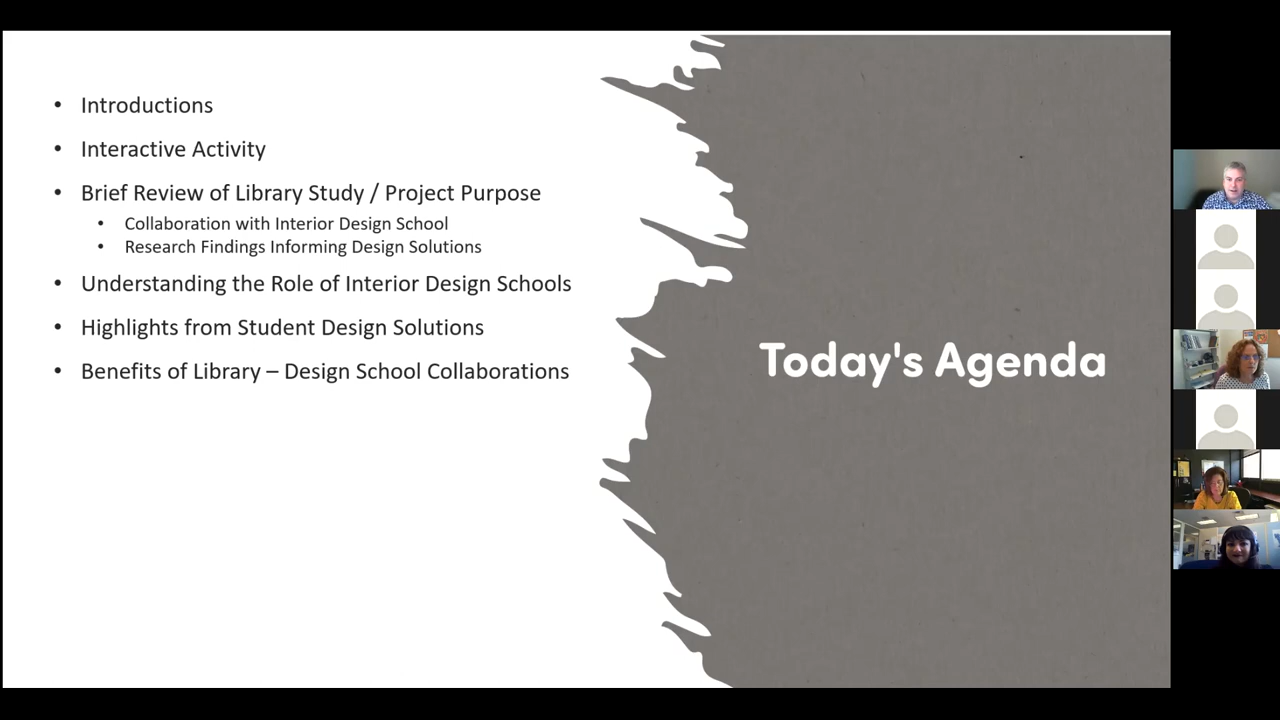 • Introductions
• Interactive Activity
• Brief Review of Library Study / Project Purpose
• Collaboration with Interior Design School
• Research Findings Informing Design Solutions
• Understanding the Role of Interior Design Schools
• Highlights from Student Design Solutions
• Benefits of Library – Design School Collaborations
Today's Agenda